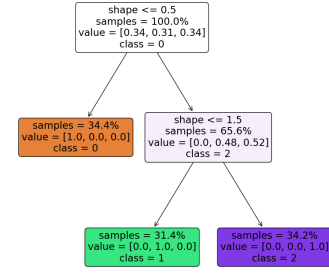 shape <= 0.5
samples = 100.0%
value = [0.34, 0.31, 0.34]
class = 0
samples = 34.4%
value = [1.0, 0.0, 0.0]
class = 0
shape <= 1.5
samples = 65.6%
value = [0.0, 0.48, 0.52]
class = 2
samples = 31.4%
value = [0.0, 1.0, 0.0]
class = 1
samples = 34.2%
value = [0.0, 0.0, 1.0]
class = 2